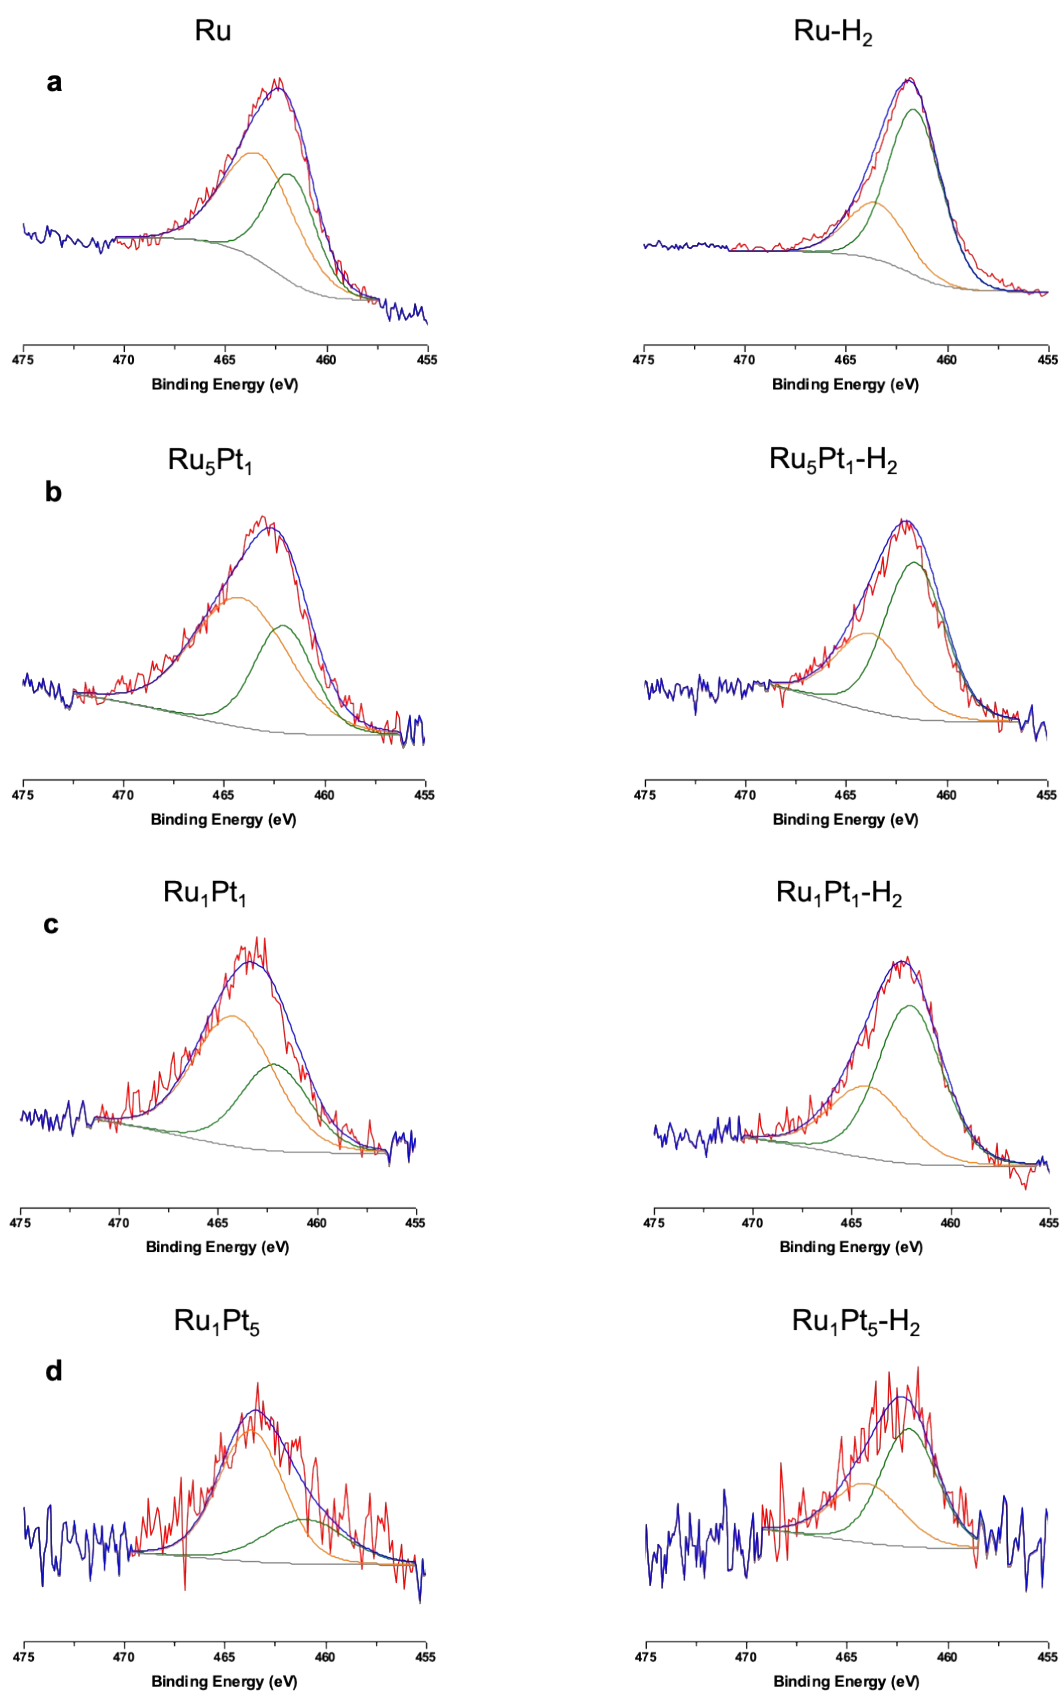 Ru
Ru-H₂
a
475 470 465 460 455
475 470 465 460 455
Binding Energy (eV)
Binding Energy (eV)
Ru₅Pt₁
Ru₅Pt₁-H₂
b
475 470 465 460 455
475 470 465 460 455
Binding Energy (eV)
Binding Energy (eV)
Ru₁Pt₁
Ru₁Pt₁-H₂
c
475 470 465 460 455
475 470 465 460 455
Binding Energy (eV)
Binding Energy (eV)
Ru₁Pt₅
Ru₁Pt₅-H₂
d
475 470 465 460 455
475 470 465 460 455
Binding Energy (eV)
Binding Energy (eV)